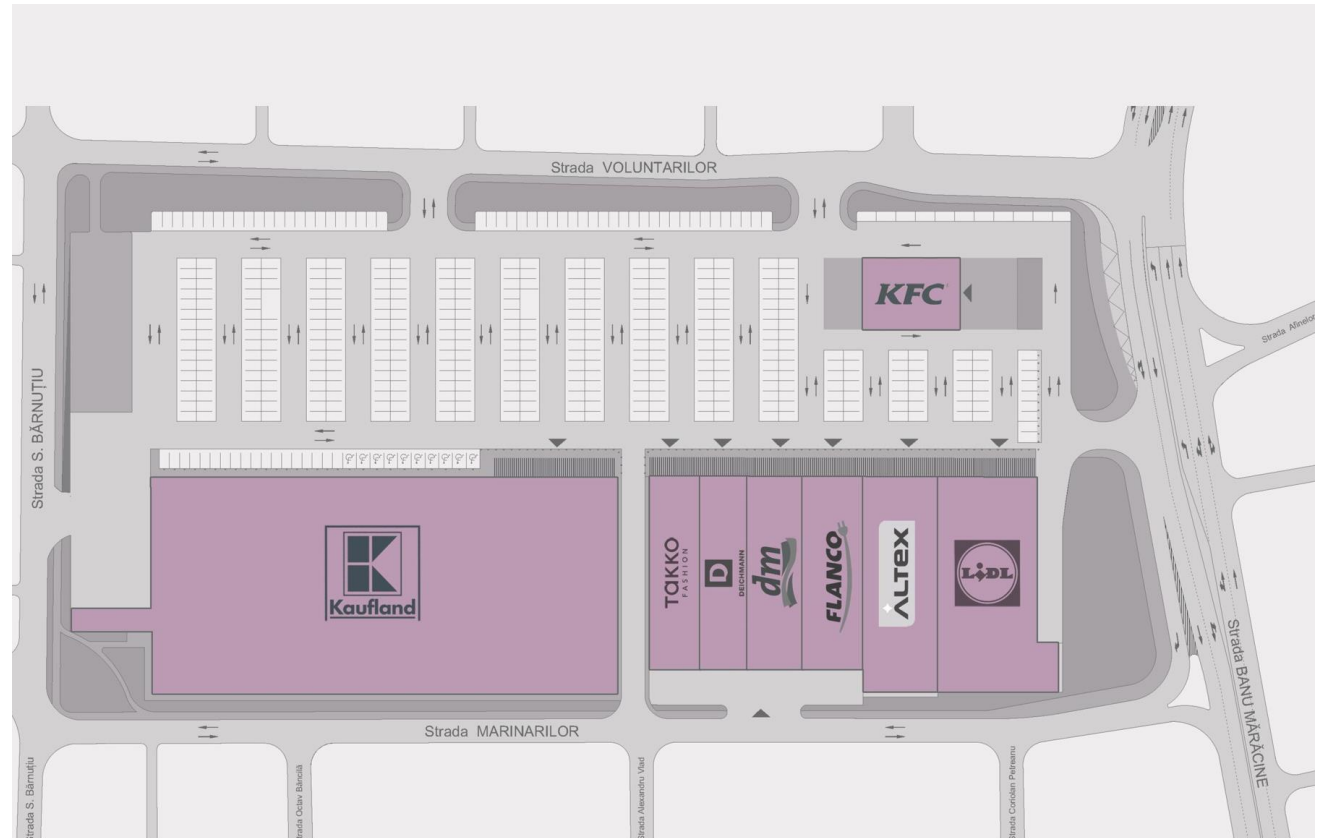 Strada VOLUNTARILOR
KFC
Strada Afinelor
Strada S. BĂRNUȚIU
TAKKO
FASHION
D
DEICHMANN
dm
FLANCO
ALTEX
LIDL
K
Kaufland
Strada MARINARILOR
Strada BANU MĂRĂCINE
Strada S. Bărnuțiu
Strada Octav Băncilă
Strada Alexandru Vlad
Strada Coriolan Petreanu